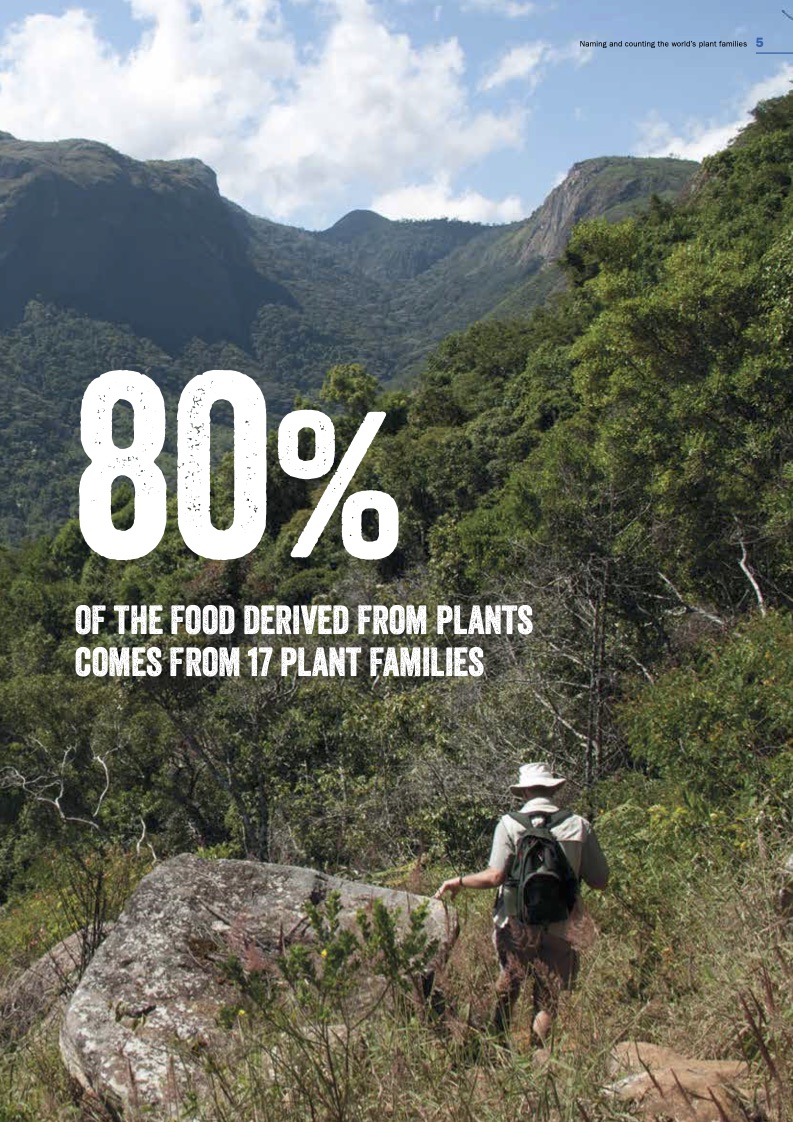 Naming and counting the world's plant families 5
80%
OF THE FOOD DERIVED FROM PLANTS
COMES FROM 17 PLANT FAMILIES